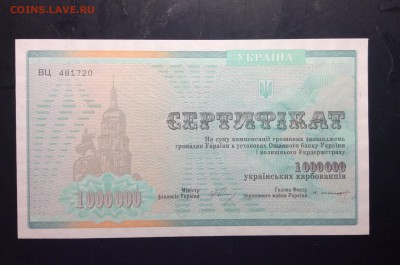 COINS.LAVE.RU
УКРАЇНА
ВЦ 481720
СЕРТИФІКАТ
На суму компенсації грошових заощаджень
громадян України в установах Ощадного банку України
і колишнього Укрдержстраху
1000000
українських карбованців
1000000
Міністр
фінансів України
Голова Фонду
державного майна України